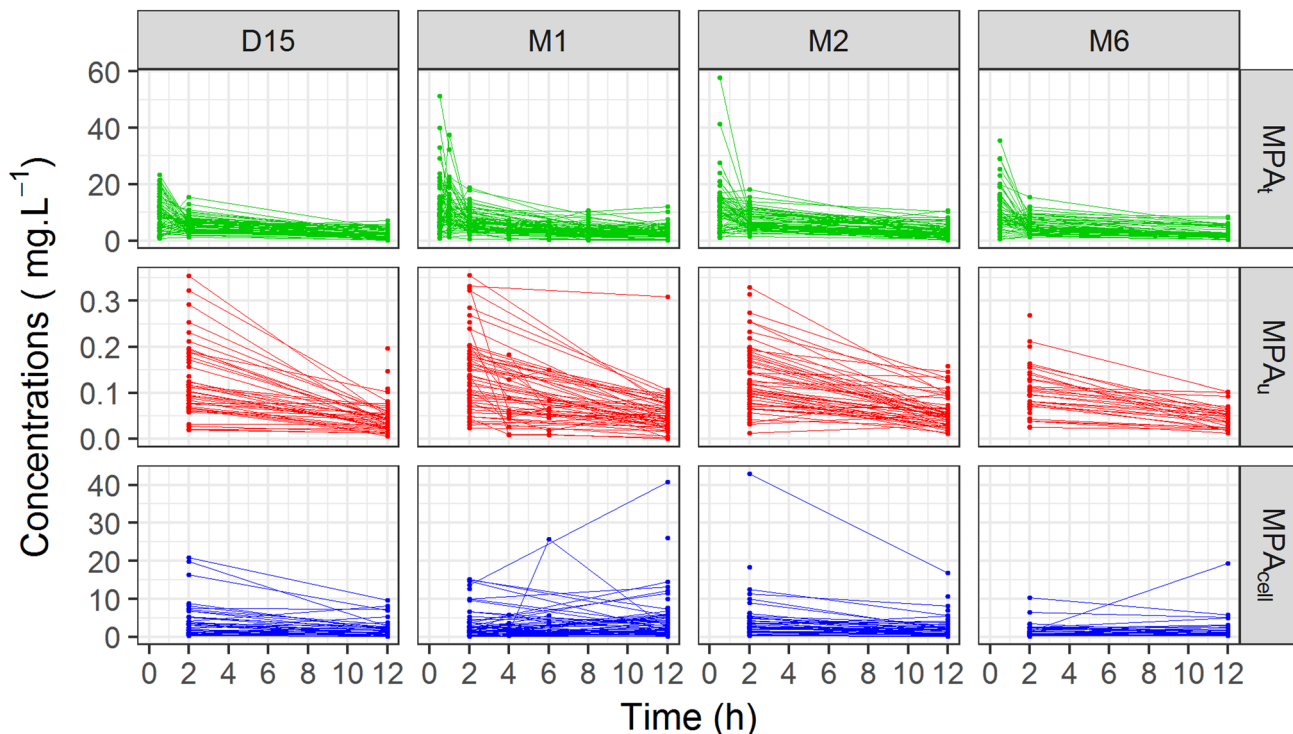 D15 M1 M2 M6
Concentrations ( mg.L⁻¹)
60
40
20
0
MPAₜ
0.3
0.2
0.1
0.0
MPAᵤ
40
30
20
10
0
MPA_cell
0 2 4 6 8 10 12 0 2 4 6 8 10 12 0 2 4 6 8 10 12 0 2 4 6 8 10 12
Time (h)